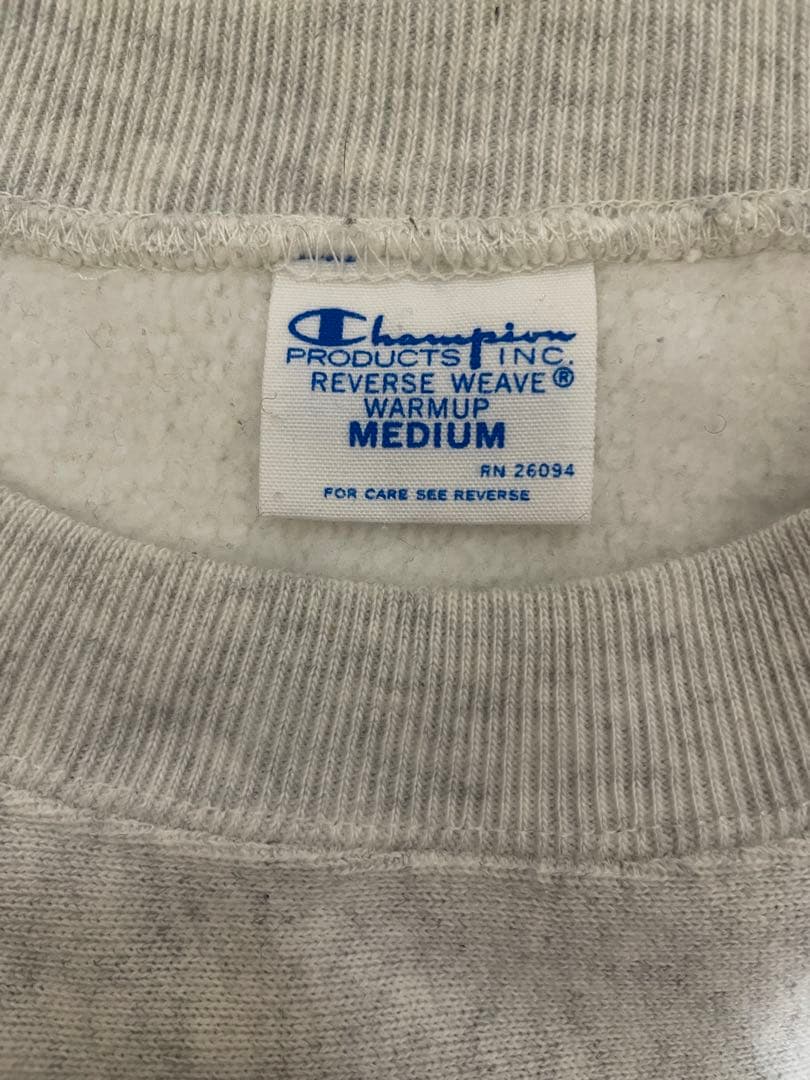 Champion
PRODUCTS INC.
REVERSE WEAVE®
WARMUP
MEDIUM
RN 26094
FOR CARE SEE REVERSE